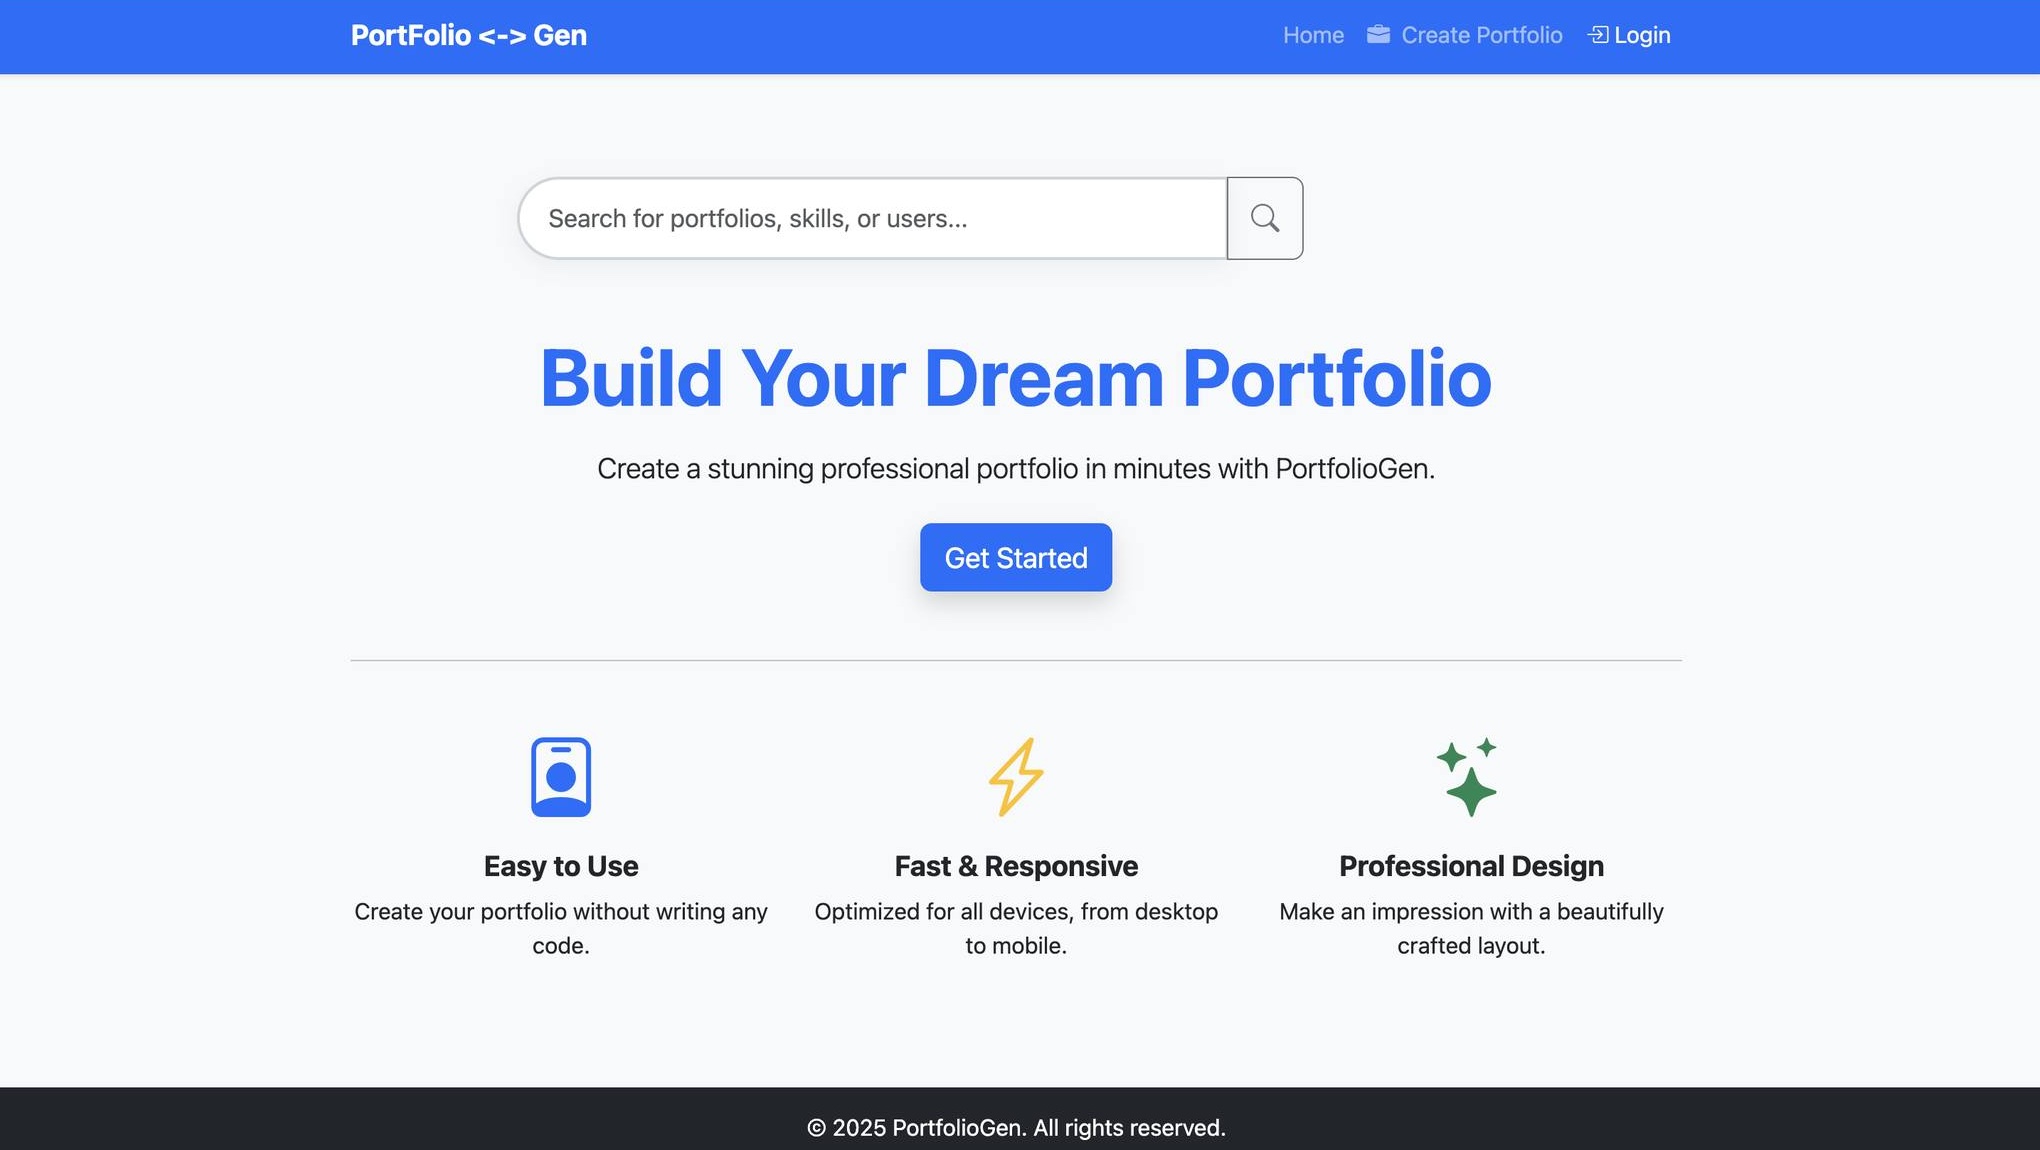 PortFolio <-> Gen
Home
Create Portfolio
Login
Search for portfolios, skills, or users...
Build Your Dream Portfolio
Create a stunning professional portfolio in minutes with PortfolioGen.
Get Started
Easy to Use
Create your portfolio without writing any
code.
Fast & Responsive
Optimized for all devices, from desktop
to mobile.
Professional Design
Make an impression with a beautifully
crafted layout.
© 2025 PortfolioGen. All rights reserved.